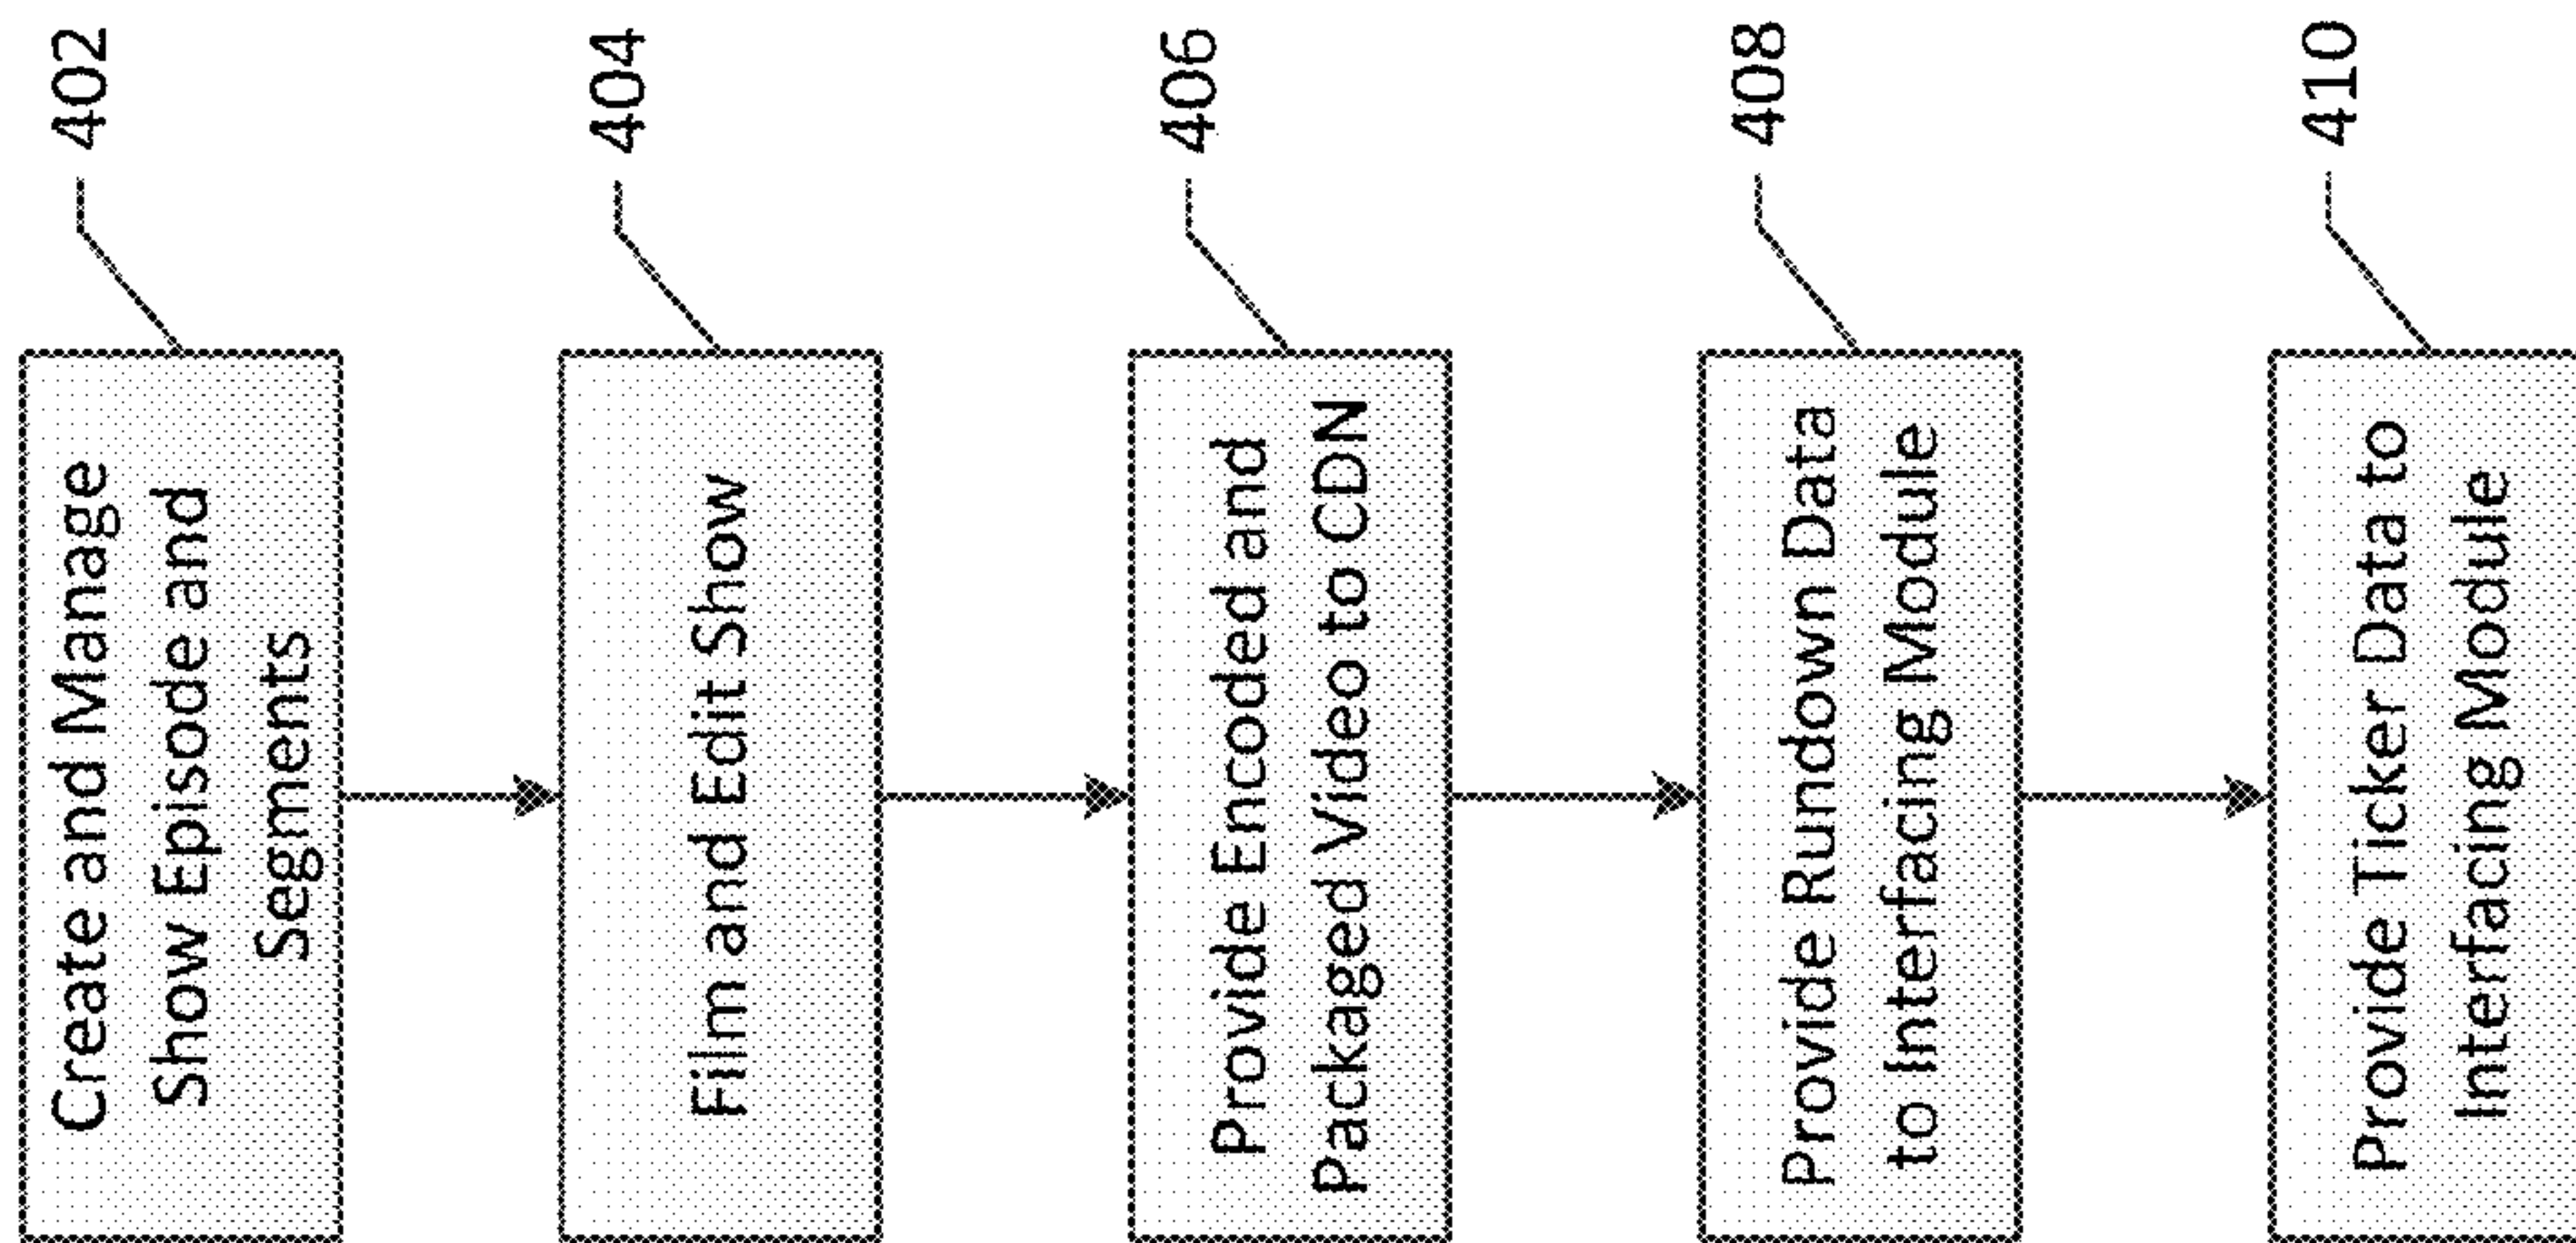 402
Create and Manage
Show Episode and
Segments
404
Film and Edit Show
406
Provide Encoded and
Packaged Video to CDN
408
Provide Rundown Data
to Interfacing Module
410
Provide Ticker Data to
Interfacing Module